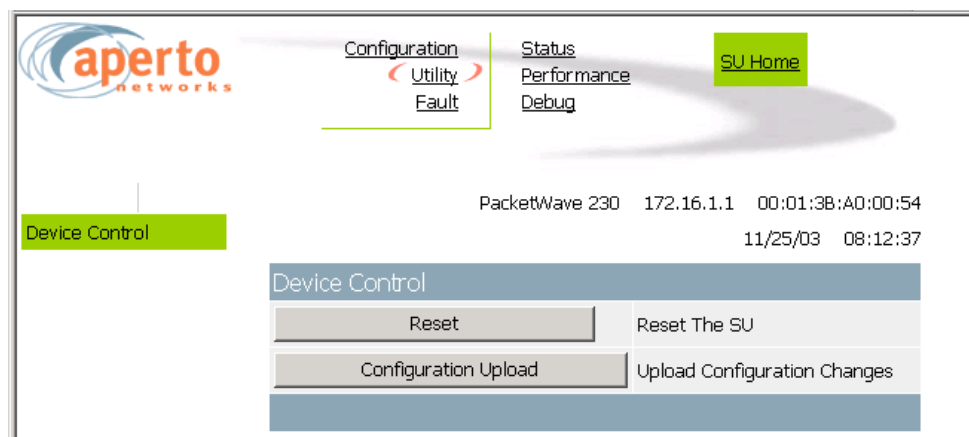 aperto
networks
Configuration
Utility
Fault
Status
Performance
Debug
SU Home
PacketWave 230 172.16.1.1 00:01:3B:A0:00:54
11/25/03 08:12:37
Device Control
Device Control
Reset Reset The SU
Configuration Upload Upload Configuration Changes